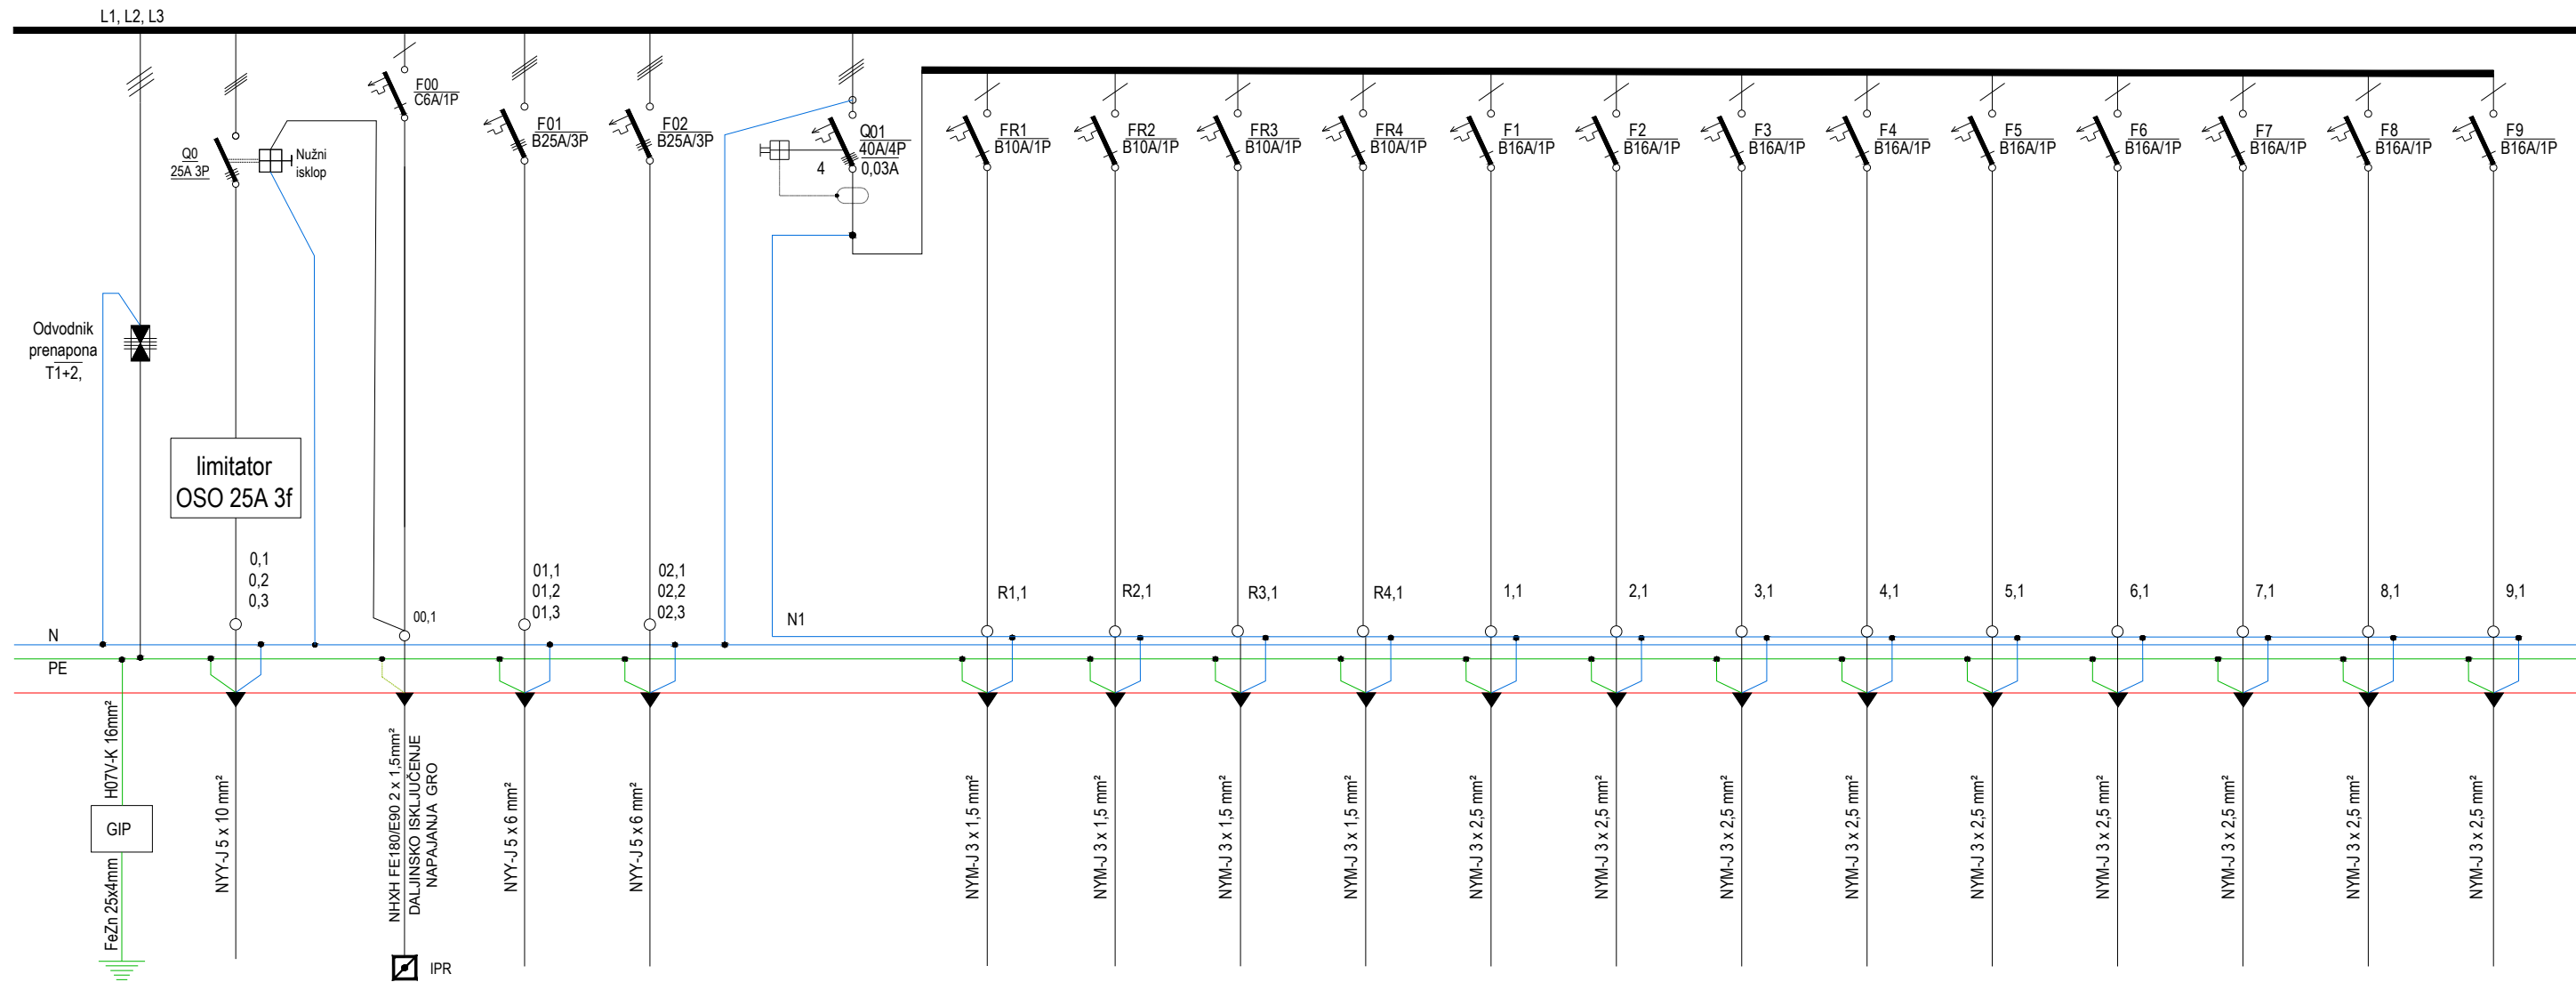 L1, L2, L3
Q0
25A 3P
Nužni
isklop
F00
C6A/1P
F01
B25A/3P
F02
B25A/3P
Q01
40A/4P
0,03A
4
FR1
B10A/1P
FR2
B10A/1P
FR3
B10A/1P
FR4
B10A/1P
F1
B16A/1P
F2
B16A/1P
F3
B16A/1P
F4
B16A/1P
F5
B16A/1P
F6
B16A/1P
F7
B16A/1P
F8
B16A/1P
F9
B16A/1P
Odvodnik
prenapona
T1+2,
limitator
OSO 25A 3f
0,1
0,2
0,3
00,1
01,1
01,2
01,3
02,1
02,2
02,3
N1
R1,1
R2,1
R3,1
R4,1
1,1
2,1
3,1
4,1
5,1
6,1
7,1
8,1
9,1
N
PE
H07V-K 16mm²
GIP
FeZn 25x4mm
NYY-J 5 x 10 mm²
NHXH FE180/E90 2 x 1,5mm²
DALJINSKO ISKLJUČENJE
NAPAJANJA GRO
IPR
NYY-J 5 x 6 mm²
NYY-J 5 x 6 mm²
NYM-J 3 x 1,5 mm²
NYM-J 3 x 1,5 mm²
NYM-J 3 x 1,5 mm²
NYM-J 3 x 1,5 mm²
NYM-J 3 x 2,5 mm²
NYM-J 3 x 2,5 mm²
NYM-J 3 x 2,5 mm²
NYM-J 3 x 2,5 mm²
NYM-J 3 x 2,5 mm²
NYM-J 3 x 2,5 mm²
NYM-J 3 x 2,5 mm²
NYM-J 3 x 2,5 mm²
NYM-J 3 x 2,5 mm²